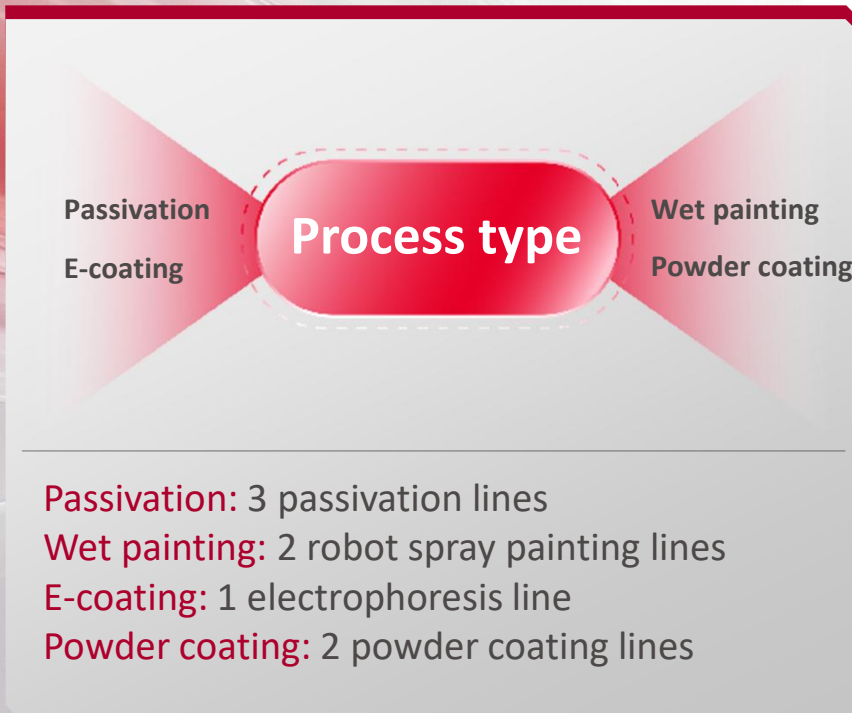 Passivation
E-coating
Process type
Wet painting
Powder coating
Passivation: 3 passivation lines
Wet painting: 2 robot spray painting lines
E-coating: 1 electrophoresis line
Powder coating: 2 powder coating lines